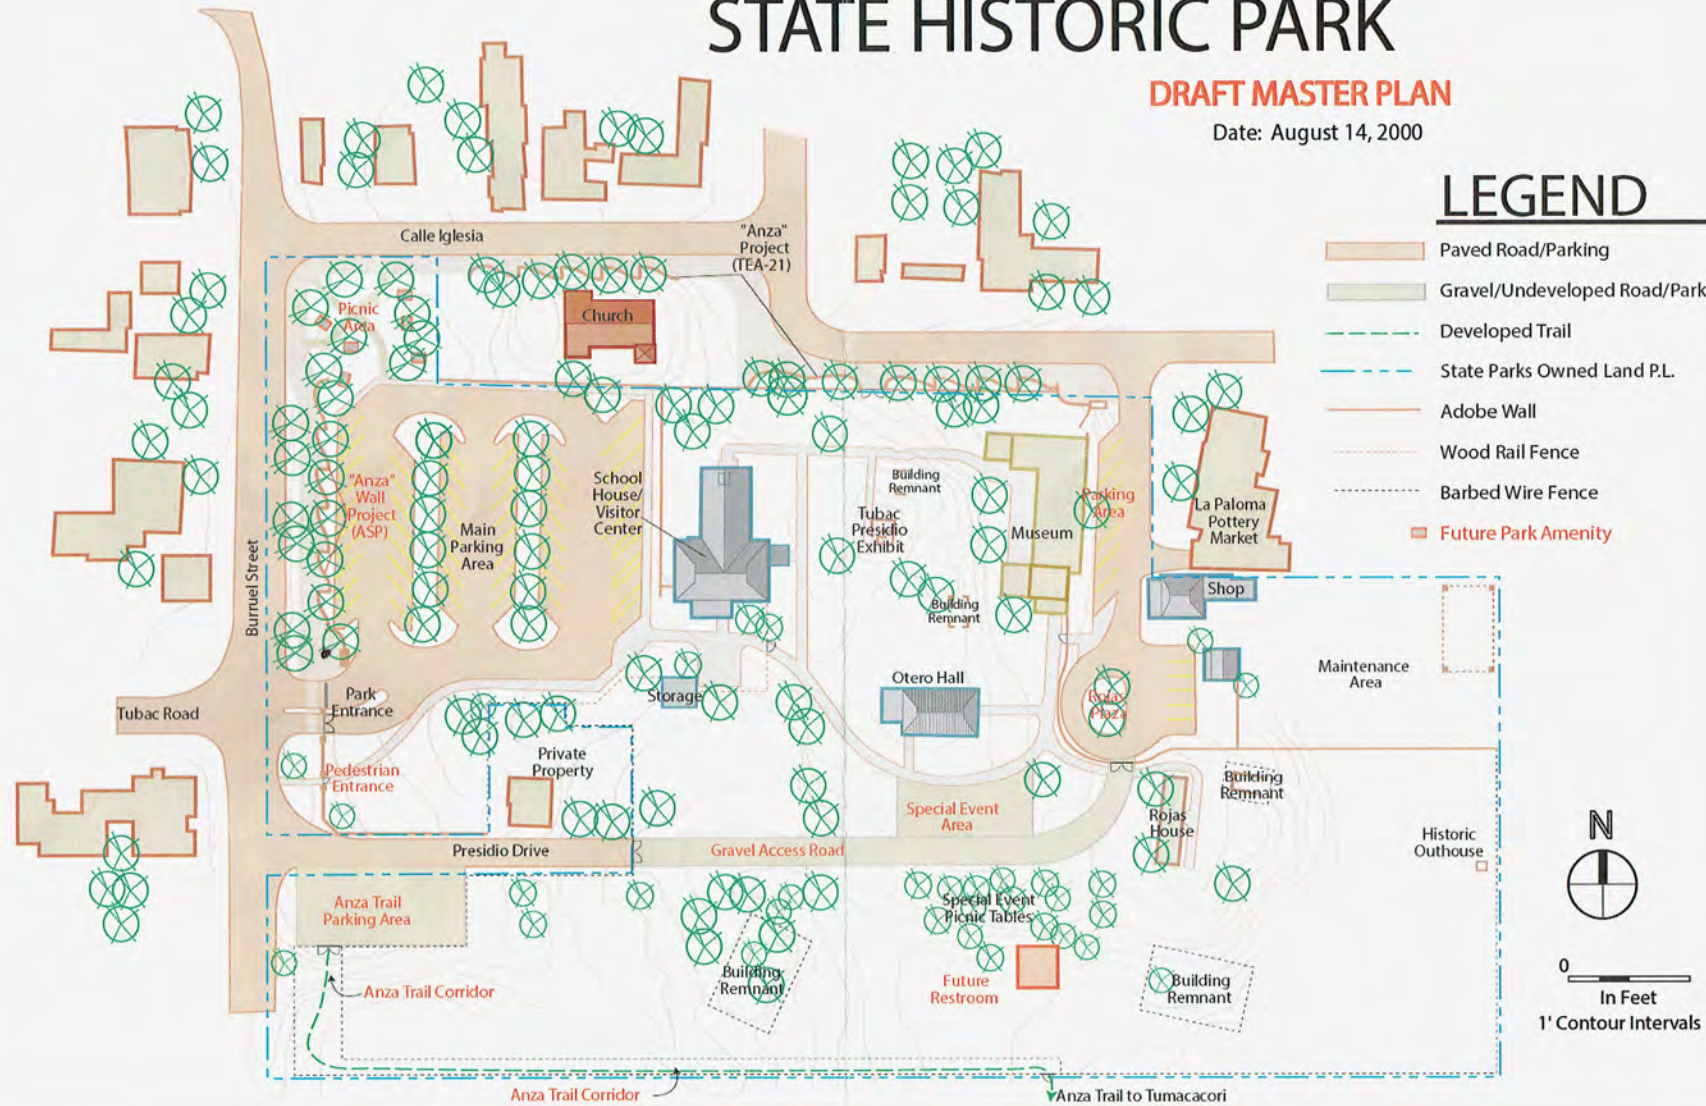 STATE HISTORIC PARK
DRAFT MASTER PLAN
Date: August 14, 2000
LEGEND
Paved Road/Parking
Gravel/Undeveloped Road/Park
Developed Trail
State Parks Owned Land P.L.
Adobe Wall
Wood Rail Fence
Barbed Wire Fence
Future Park Amenity
Calle Iglesia
"Anza"
Project
(TEA-21)
Picnic
Area
Church
"Anza"
Wall
Project
(ASP)
Main
Parking
Area
School
House/
Visitor
Center
Building
Remnant
Tubac
Presidio
Exhibit
Museum
Parking
Area
La Paloma
Pottery
Market
Burruel Street
Building
Remnant
Shop
Maintenance
Area
Tubac Road
Park
Entrance
Storage
Otero Hall
Rojas
Plaza
Private
Property
Pedestrian
Entrance
Building
Remnant
Special Event
Area
Rojas
House
Historic
Outhouse
Presidio Drive
Gravel Access Road
Anza Trail
Parking Area
Special Event
Picnic Tables
Building
Remnant
Future
Restroom
Building
Remnant
Anza Trail Corridor
Anza Trail Corridor
Anza Trail to Tumacacori
N
0
In Feet
1' Contour Intervals